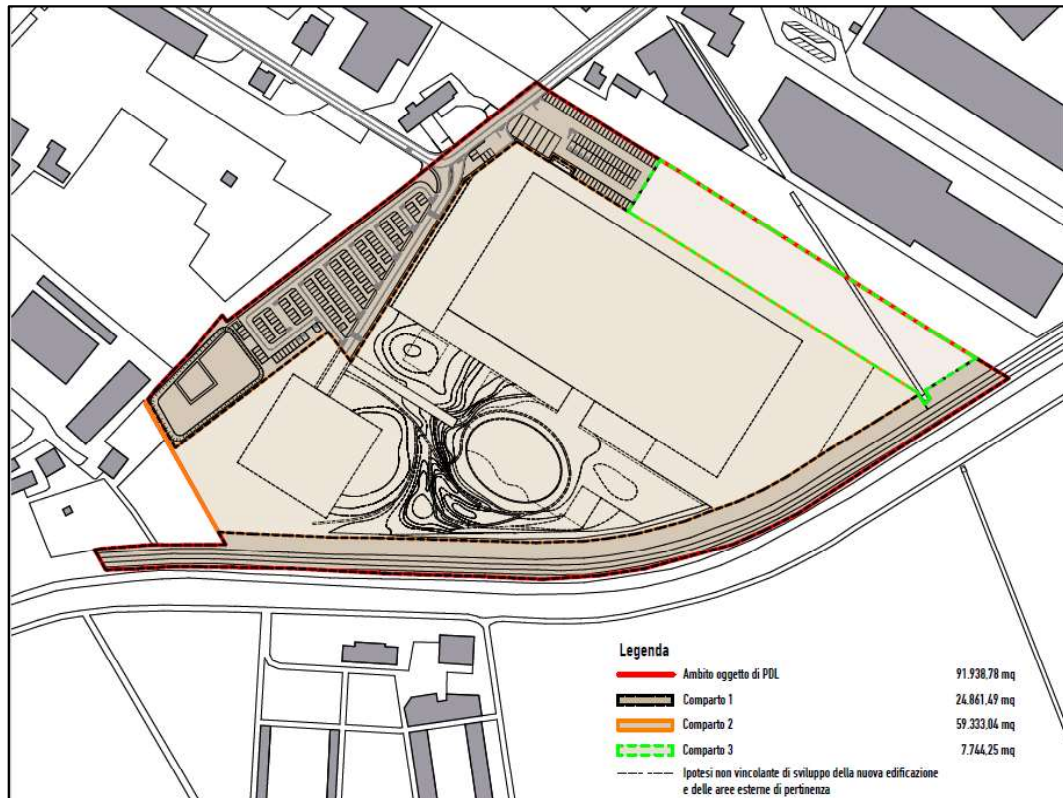 Legenda
Ambito oggetto di PDL 91.938,78 mq
Comparto 1 24.861,49 mq
Comparto 2 59.333,04 mq
Comparto 3 7.744,25 mq
Ipotesi non vincolante di sviluppo della nuova edificazione
e delle aree esterne di pertinenza